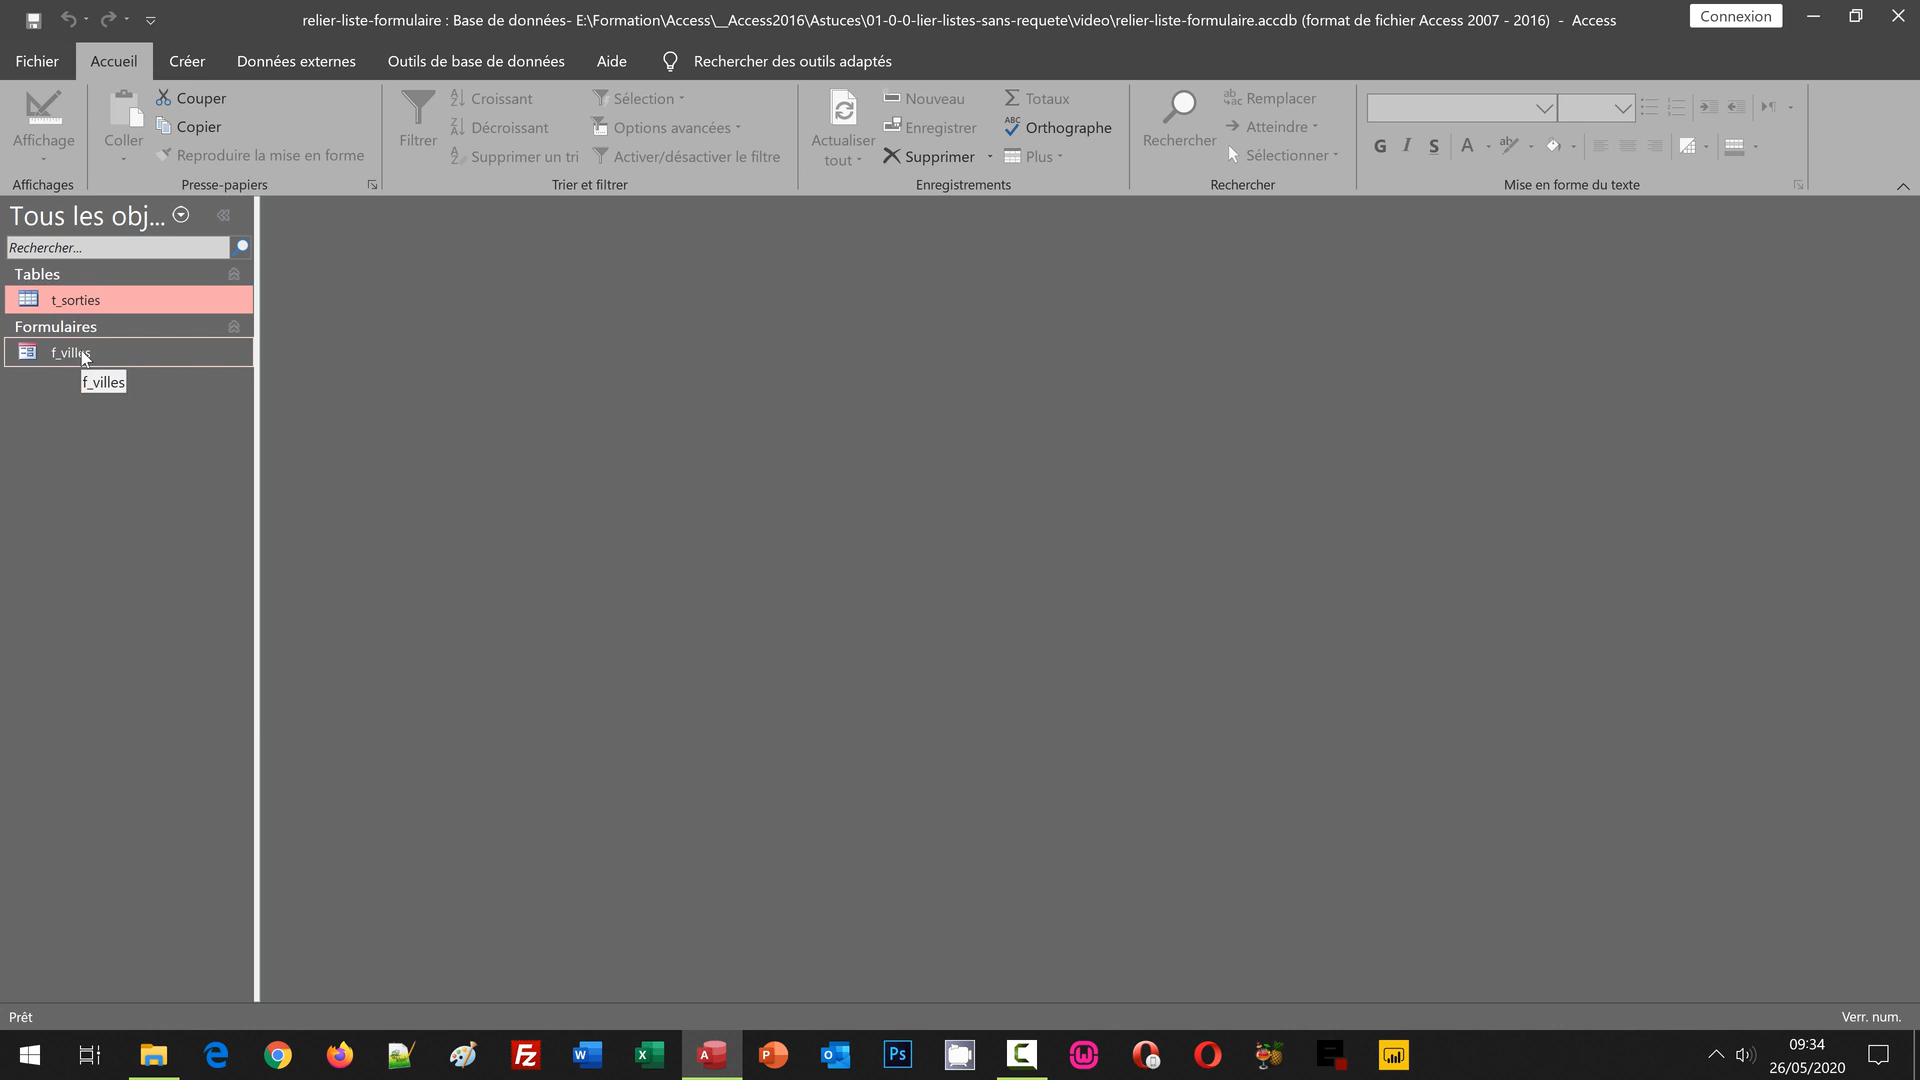 relier-liste-formulaire : Base de données- E:\Formation\Access\__Access2016\Astuces\01-0-0-lier-listes-sans-requete\video\relier-liste-formulaire.accdb (format de fichier Access 2007 - 2016) - Access
Connexion
Fichier Accueil Créer Données externes Outils de base de données Aide Rechercher des outils adaptés
Affichage
Affichages
Coller
Couper
Copier
Reproduire la mise en forme
Presse-papiers
Filtrer
Croissant
Décroissant
Supprimer un tri
Sélection
Options avancées
Activer/désactiver le filtre
Trier et filtrer
Actualiser
tout
Nouveau
Enregistrer
Supprimer
Totaux
Orthographe
Plus
Enregistrements
Rechercher
Remplacer
Atteindre
Sélectionner
Rechercher
G I S A
Mise en forme du texte
Tous les obj...
Rechercher...
Tables
t_sorties
Formulaires
f_villes
f_villes
Prêt
Verr. num.
09:34
26/05/2020